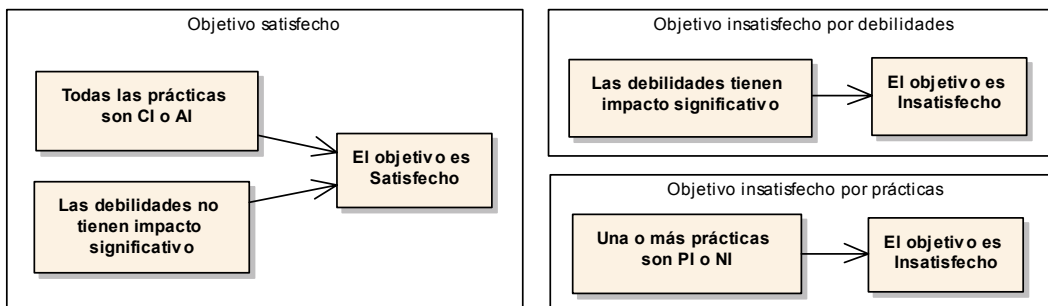 Objetivo satisfecho
Todas las prácticas
son CI o AI
Las debilidades no
tienen impacto
significativo
El objetivo es
Satisfecho
Objetivo insatisfecho por debilidades
Las debilidades tienen
impacto significativo
El objetivo es
Insatisfecho
Objetivo insatisfecho por prácticas
Una o más prácticas
son PI o NI
El objetivo es
Insatisfecho